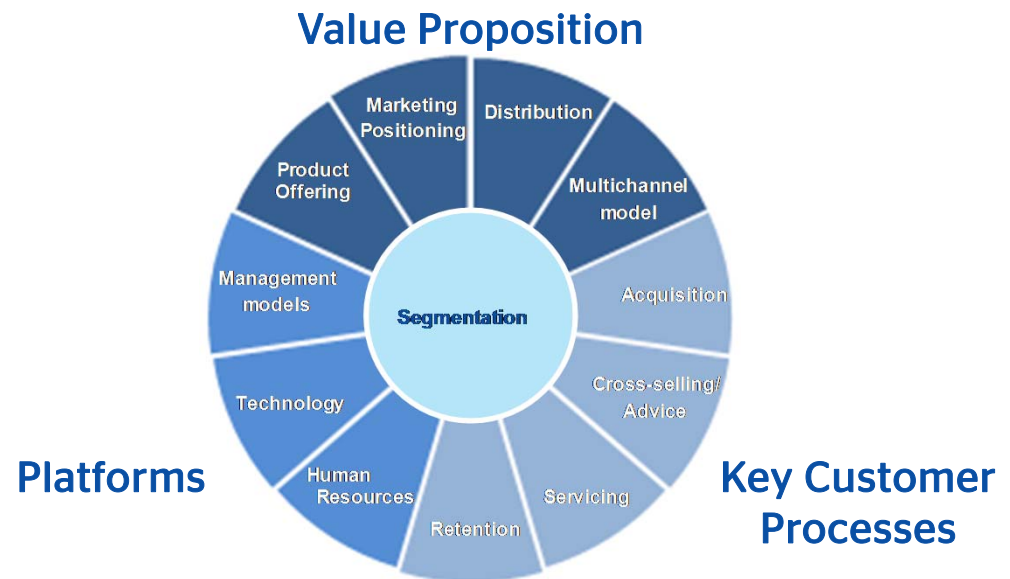 Value Proposition
Marketing
Positioning
Distribution
Product
Offering
Multichannel
model
Management
models
Acquisition
Segmentation
Technology
Cross-selling/
Advice
Platforms
Human
Resources
Retention
Servicing
Key Customer
Processes